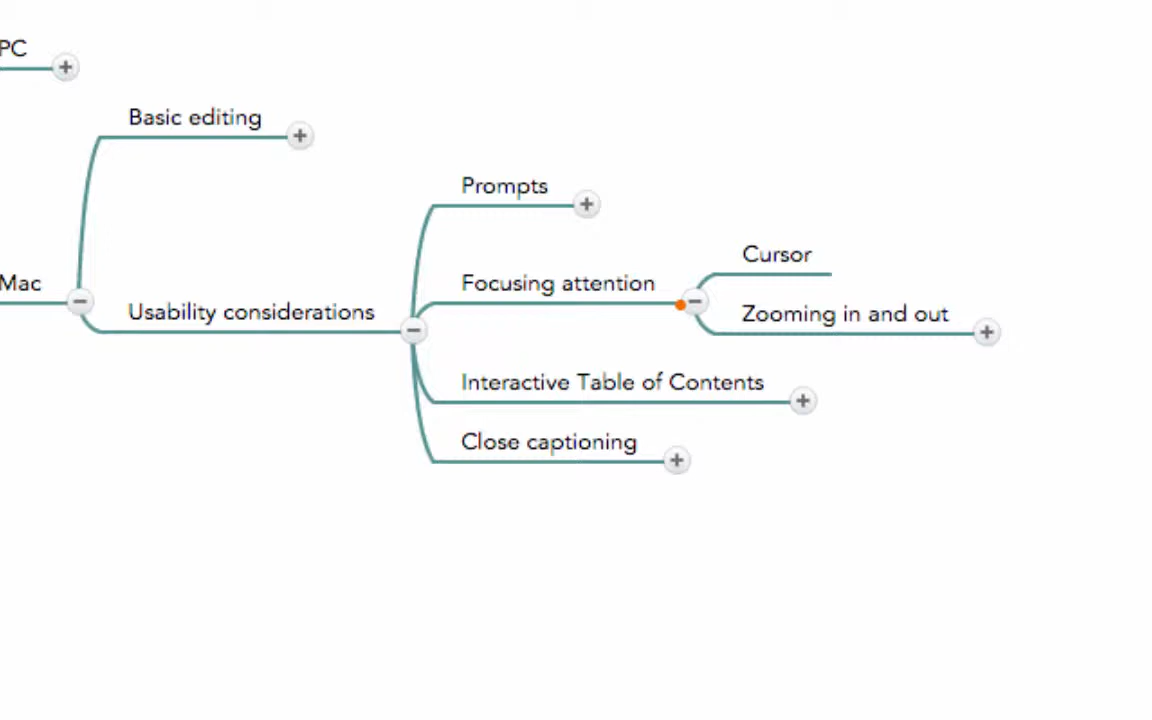 PC
Basic editing
Prompts
Cursor
Mac
Focusing attention
Usability considerations
Zooming in and out
Interactive Table of Contents
Close captioning